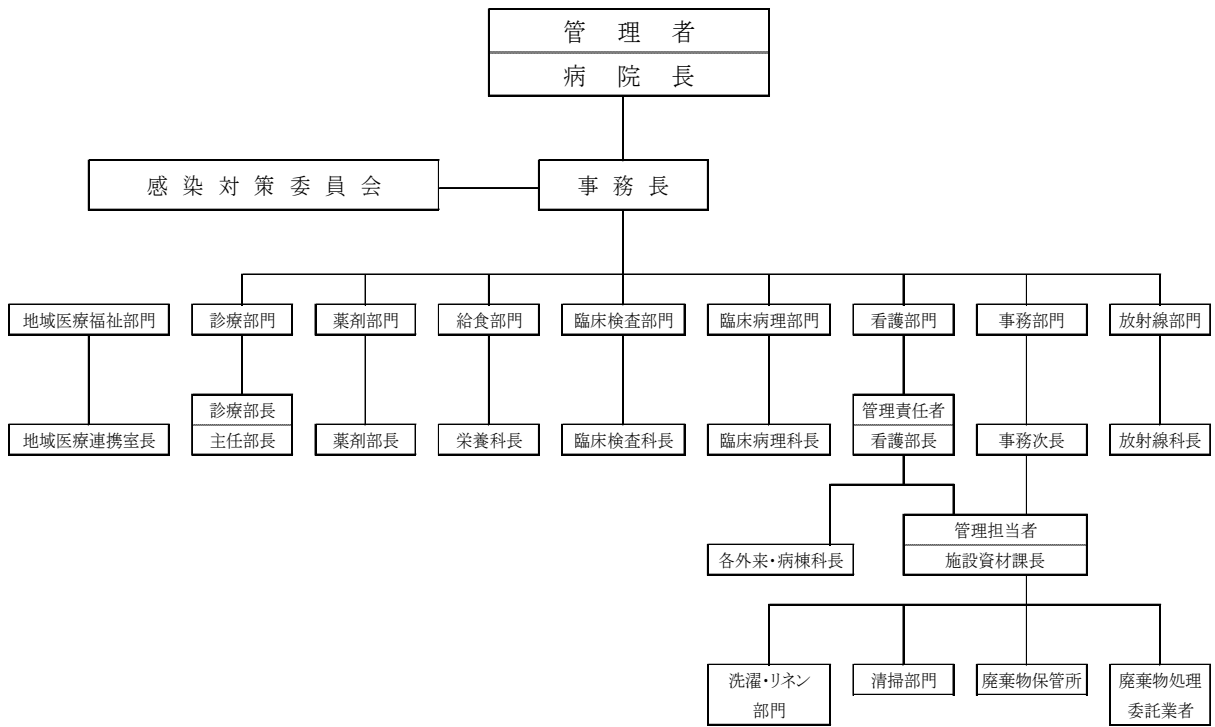 管理者
病院長
感染対策委員会
事務長
地域医療福祉部門
診療部門
薬剤部門
給食部門
臨床検査部門
臨床病理部門
看護部門
事務部門
放射線部門
診療部長
管理責任者
地域医療連携室長
主任部長
薬剤部長
栄養科長
臨床検査科長
臨床病理科長
看護部長
事務次長
放射線科長
管理担当者
各外来・病棟科長
施設資材課長
洗濯・リネン
部門
清掃部門
廃棄物保管所
廃棄物処理
委託業者